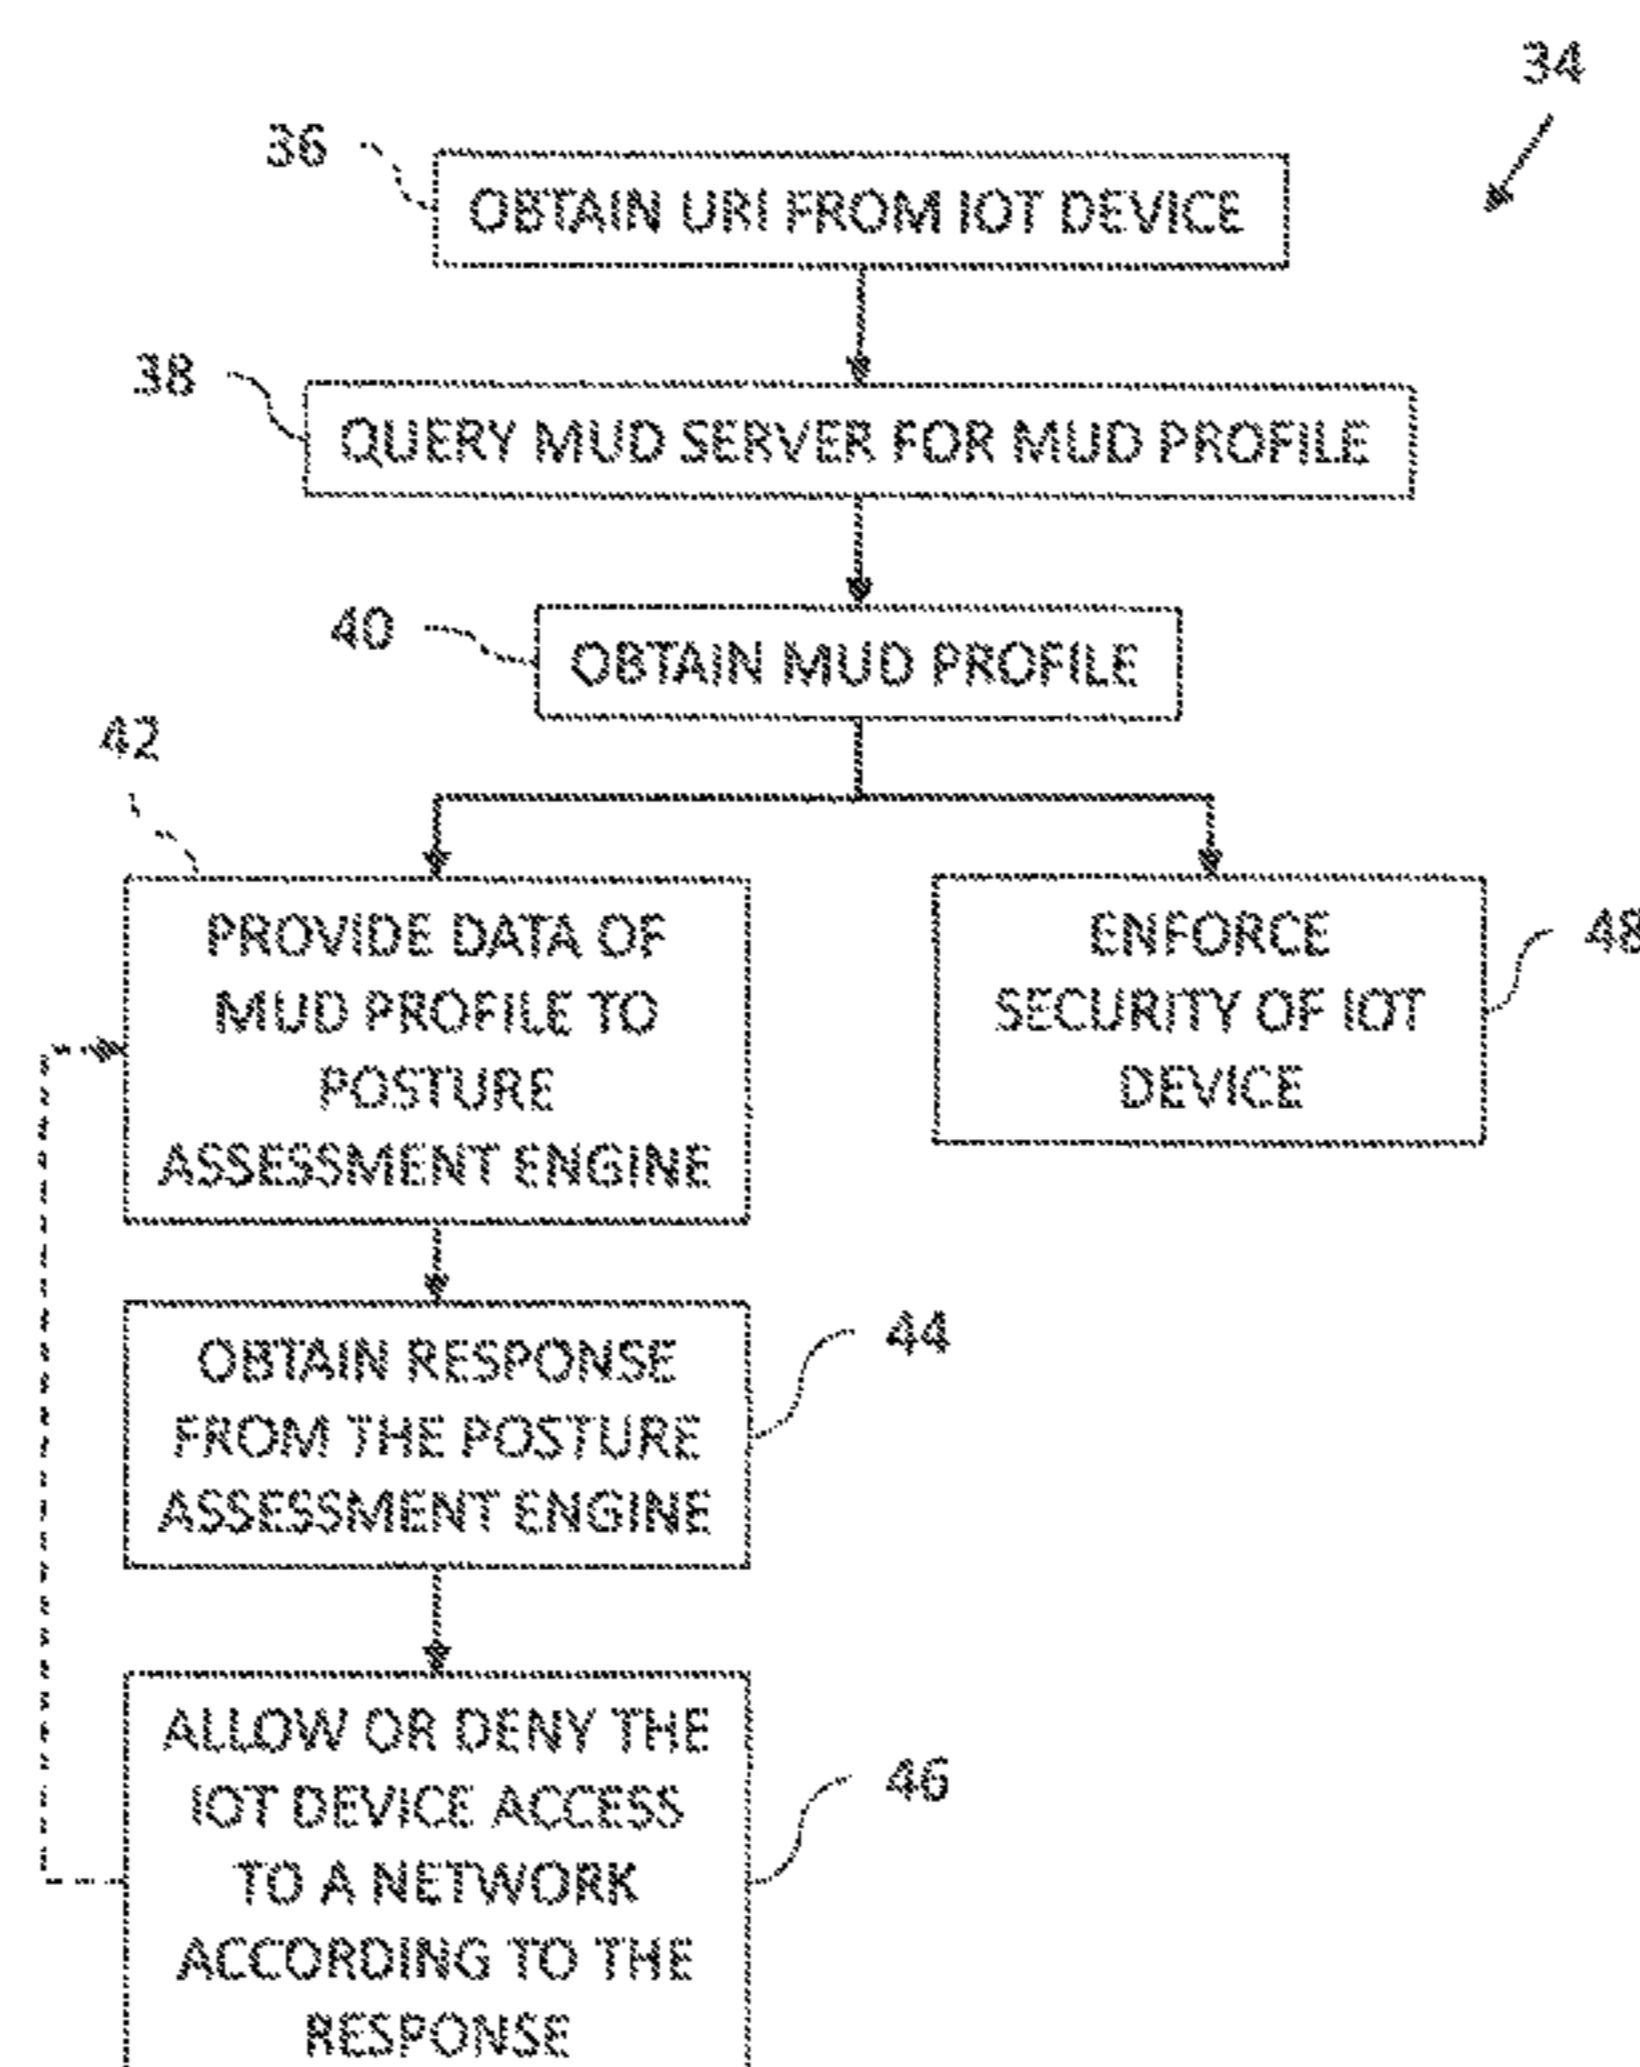 34
36
OBTAIN URI FROM IOT DEVICE
38
QUERY MUD SERVER FOR MUD PROFILE
40
OBTAIN MUD PROFILE
42
PROVIDE DATA OF
MUD PROFILE TO
POSTURE
ASSESSMENT ENGINE
ENFORCE
SECURITY OF IOT
DEVICE
48
OBTAIN RESPONSE
FROM THE POSTURE
ASSESSMENT ENGINE
44
ALLOW OR DENY THE
IOT DEVICE ACCESS
TO A NETWORK
ACCORDING TO THE
RESPONSE
46